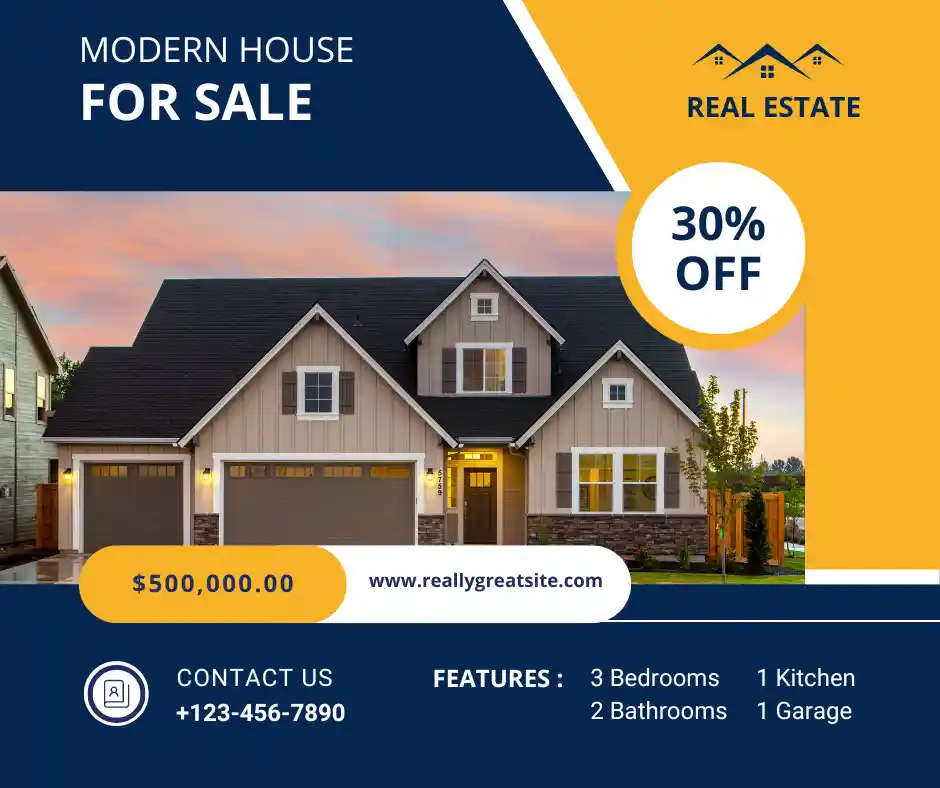 MODERN HOUSE
FOR SALE
REAL ESTATE
30%
OFF
5759
$500,000.00
www.reallygreatsite.com
CONTACT US
+123-456-7890
FEATURES :
3 Bedrooms
1 Kitchen
2 Bathrooms
1 Garage